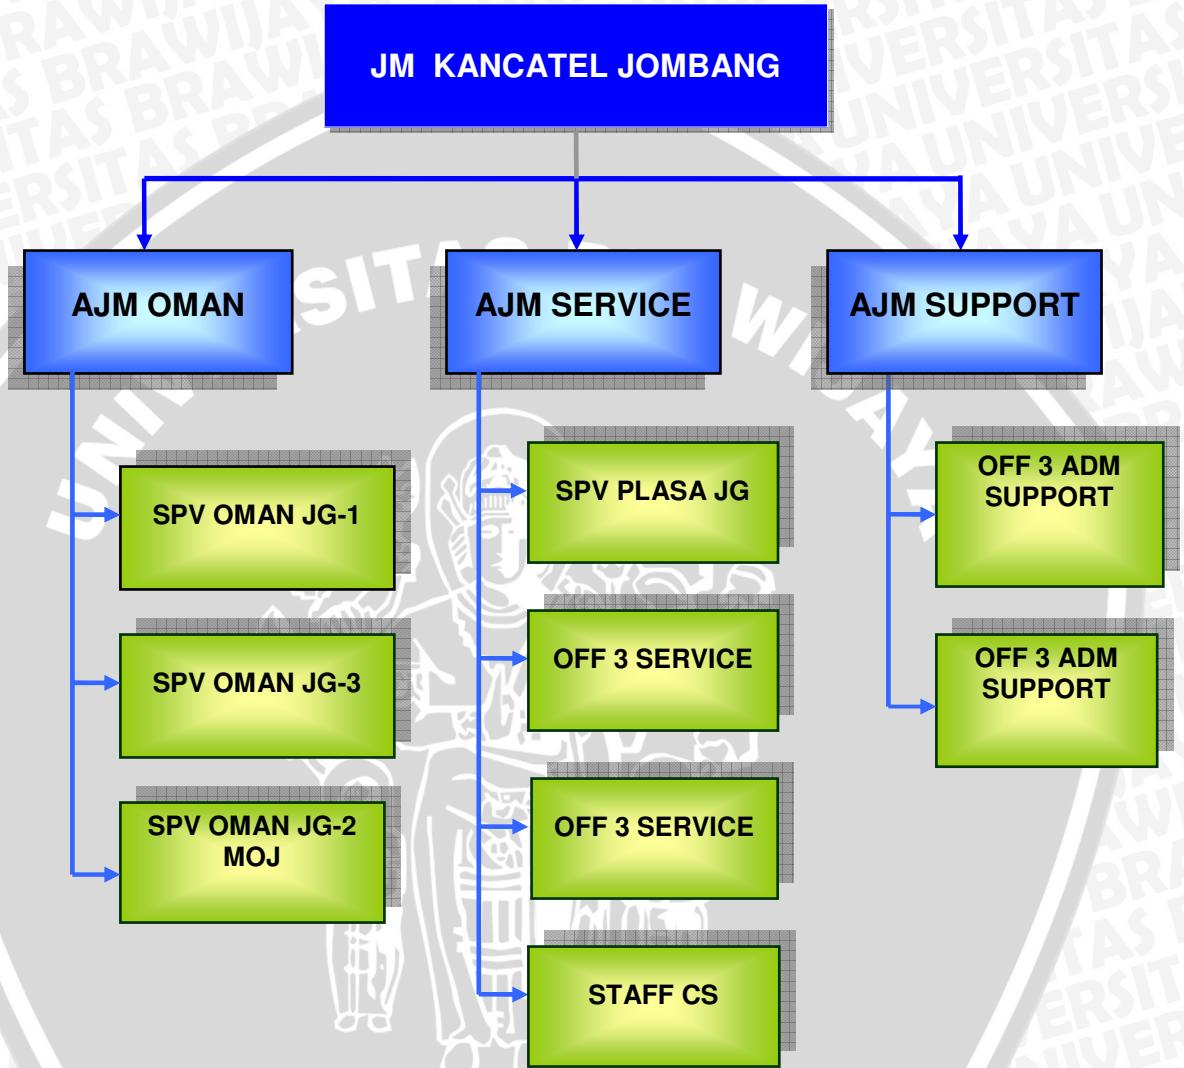 JM KANCATEL JOMBANG
AJM OMAN
AJM SERVICE
AJM SUPPORT
SPV OMAN JG-1
SPV OMAN JG-3
SPV OMAN JG-2
MOJ
SPV PLASA JG
OFF 3 SERVICE
OFF 3 SERVICE
STAFF CS
OFF 3 ADM
SUPPORT
OFF 3 ADM
SUPPORT